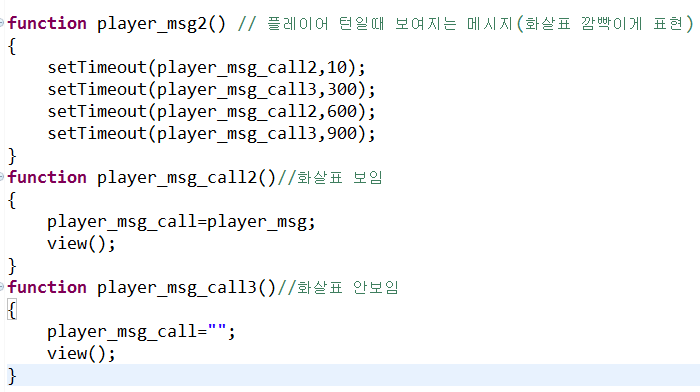 function player_msg2() // 플레이어 턴일때 보여지는 메시지(화살표 깜빡이게 표현)
{
    setTimeout(player_msg_call2,10);
    setTimeout(player_msg_call3,300);
    setTimeout(player_msg_call2,600);
    setTimeout(player_msg_call3,900);
}
function player_msg_call2()//화살표 보임
{
    player_msg_call=player_msg;
    view();
}
function player_msg_call3()//화살표 안보임
{
    player_msg_call="";
    view();
}